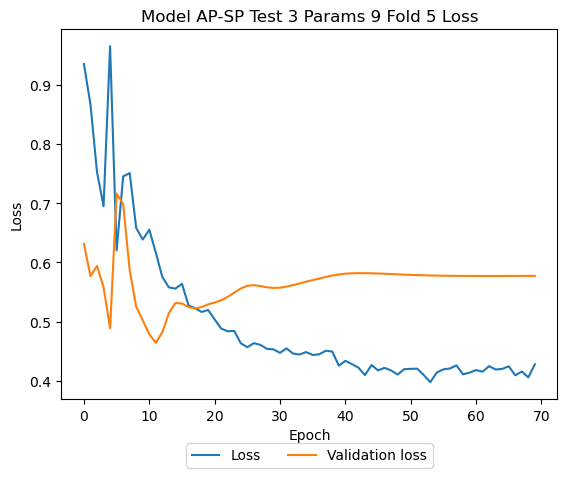 Model AP-SP Test 3 Params 9 Fold 5 Loss
Loss
0.9
0.8
0.7
0.6
0.5
0.4
0 10 20 30 40 50 60 70
Epoch
Loss Validation loss